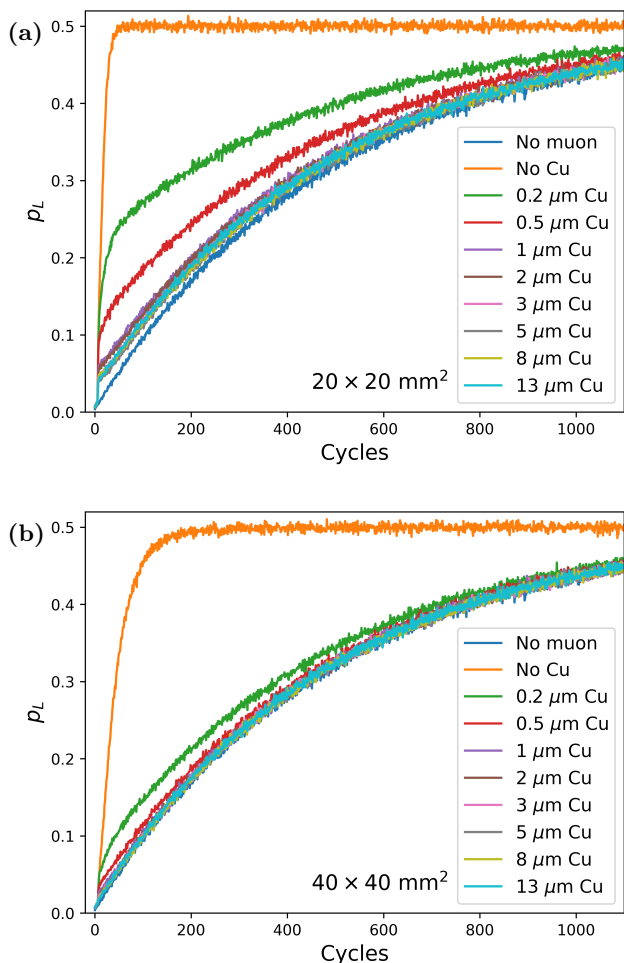 (a)
0.5
0.4
0.3
0.2
0.1
0.0
p_L
No muon
No Cu
0.2 μm Cu
0.5 μm Cu
1 μm Cu
2 μm Cu
3 μm Cu
5 μm Cu
8 μm Cu
13 μm Cu
20 × 20 mm²
0 200 400 600 800 1000
Cycles
(b)
0.5
0.4
0.3
0.2
0.1
0.0
p_L
No muon
No Cu
0.2 μm Cu
0.5 μm Cu
1 μm Cu
2 μm Cu
3 μm Cu
5 μm Cu
8 μm Cu
13 μm Cu
40 × 40 mm²
0 200 400 600 800 1000
Cycles